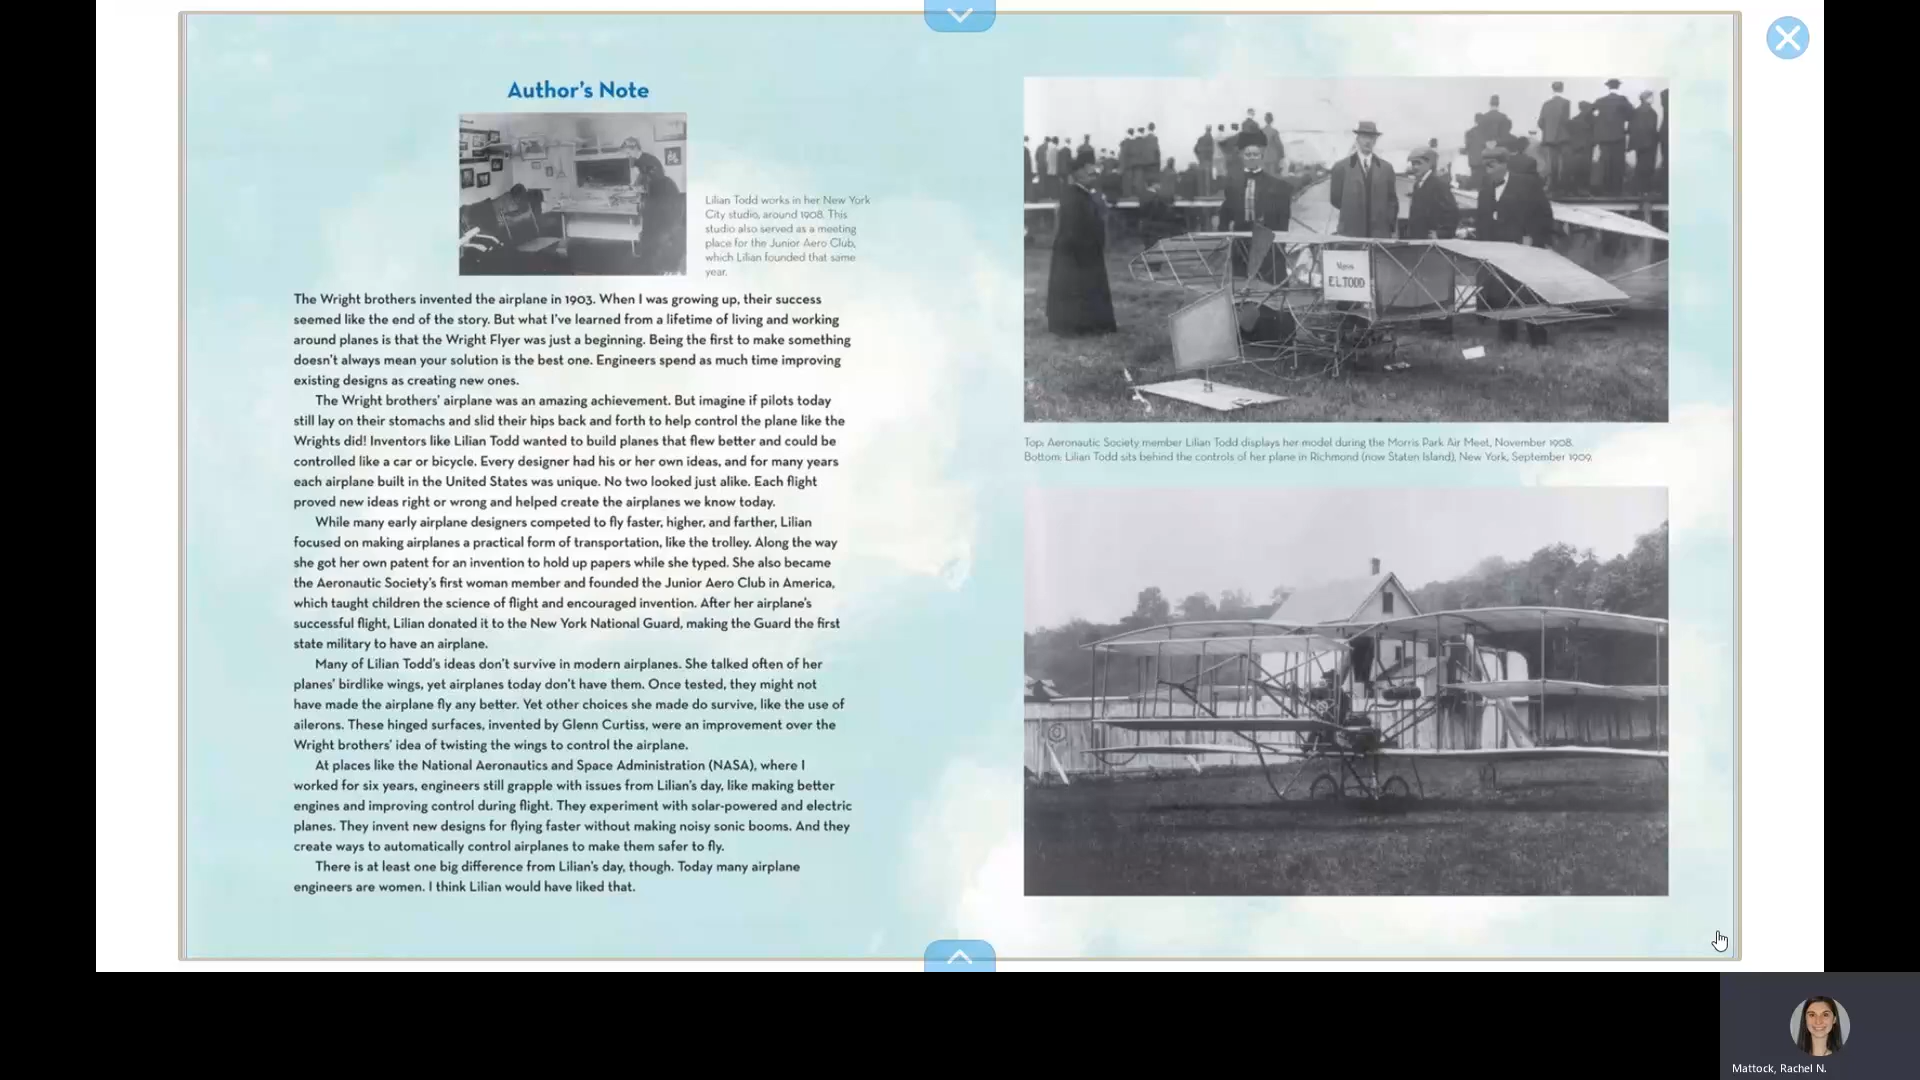 Author's Note
Lilian Todd works in her New York
City studio, around 1908. This
studio also served as a meeting
place for the Junior Aero Club,
which Lilian founded that same
year.
The Wright brothers invented the airplane in 1903. When I was growing up, their success
seemed like the end of the story. But what I've learned from a lifetime of living and working
around planes is that the Wright Flyer was just a beginning. Being the first to make something
doesn't always mean your solution is the best one. Engineers spend as much time improving
existing designs as creating new ones.
The Wright brothers' airplane was an amazing achievement. But imagine if pilots today
still lay on their stomachs and slid their hips back and forth to help control the plane like the
Wrights did! Inventors like Lilian Todd wanted to build planes that flew better and could be
controlled like a car or bicycle. Every designer had his or her own ideas, and for many years
each airplane built in the United States was unique. No two looked just alike. Each flight
proved new ideas right or wrong and helped create the airplanes we know today.
While many early airplane designers competed to fly faster, higher, and farther, Lilian
focused on making airplanes a practical form of transportation, like the trolley. Along the way
she got her own patent for an invention to hold up papers while she typed. She also became
the Aeronautic Society's first woman member and founded the Junior Aero Club in America,
which taught children the science of flight and encouraged invention. After her airplane's
successful flight, Lilian donated it to the New York National Guard, making the Guard the first
state military to have an airplane.
Many of Lilian Todd's ideas don't survive in modern airplanes. She talked often of her
planes' birdlike wings, yet airplanes today don't have them. Once tested, they might not
have made the airplane fly any better. Yet other choices she made do survive, like the use of
ailerons. These hinged surfaces, invented by Glenn Curtiss, were an improvement over the
Wright brothers' idea of twisting the wings to control the airplane.
At places like the National Aeronautics and Space Administration (NASA), where I
worked for six years, engineers still grapple with issues from Lilian's day, like making better
engines and improving control during flight. They experiment with solar-powered and electric
planes. They invent new designs for flying faster without making noisy sonic booms. And they
create ways to automatically control airplanes to make them safer to fly.
There is at least one big difference from Lilian's day, though. Today many airplane
engineers are women. I think Lilian would have liked that.
E.L.TODD
Top: Aeronautic Society member Lilian Todd displays her model during the Morris Park Air Meet, November 1908.
Bottom: Lilian Todd sits behind the controls of her plane in Richmond (now Staten Island), New York, September 1909.
Mattock, Rachel N.